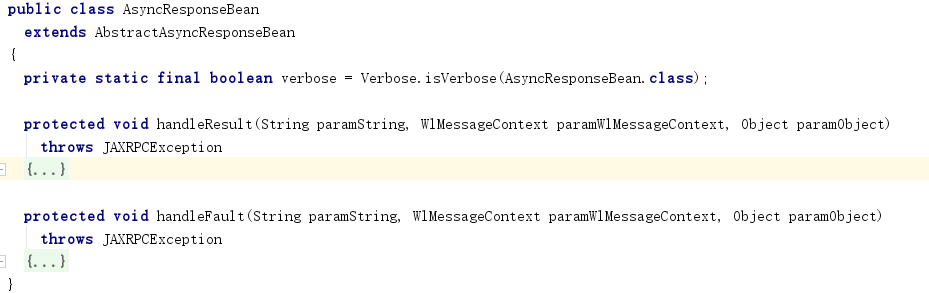 public class AsyncResponseBean
extends AbstractAsyncResponseBean
{
private static final boolean verbose = Verbose.isVerbose(AsyncResponseBean.class);
protected void handleResult(String paramString, WlMessageContext paramWlMessageContext, Object paramObject)
throws JAXRPCException
{...}
protected void handleFault(String paramString, WlMessageContext paramWlMessageContext, Object paramObject)
throws JAXRPCException
{...}
}